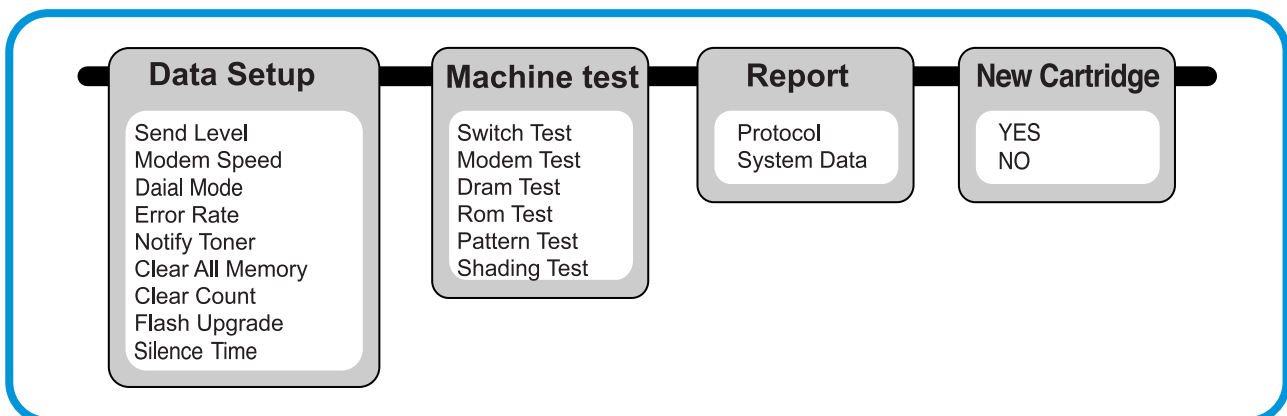 Data Setup
Send Level
Modem Speed
Daial Mode
Error Rate
Notify Toner
Clear All Memory
Clear Count
Flash Upgrade
Silence Time
Machine test
Switch Test
Modem Test
Dram Test
Rom Test
Pattern Test
Shading Test
Report
Protocol
System Data
New Cartridge
YES
NO